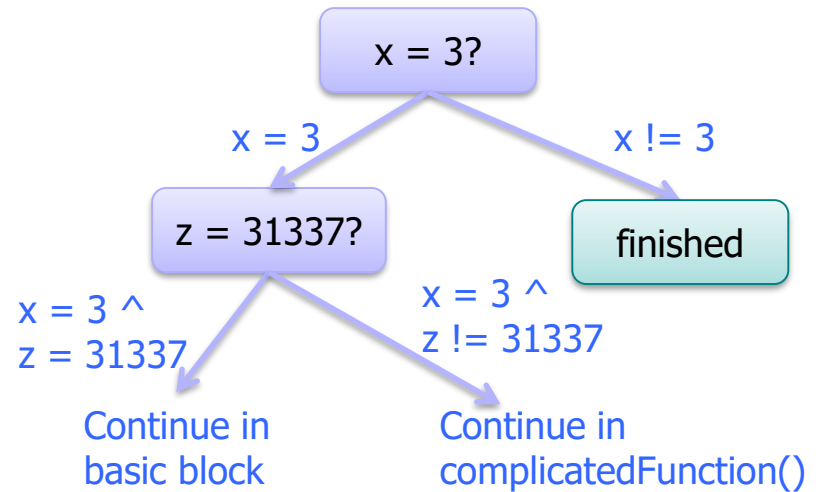 x = 3?
x = 3
x != 3
z = 31337?
finished
x = 3 ^
z = 31337
x = 3 ^
z != 31337
Continue in
basic block
Continue in
complicatedFunction()